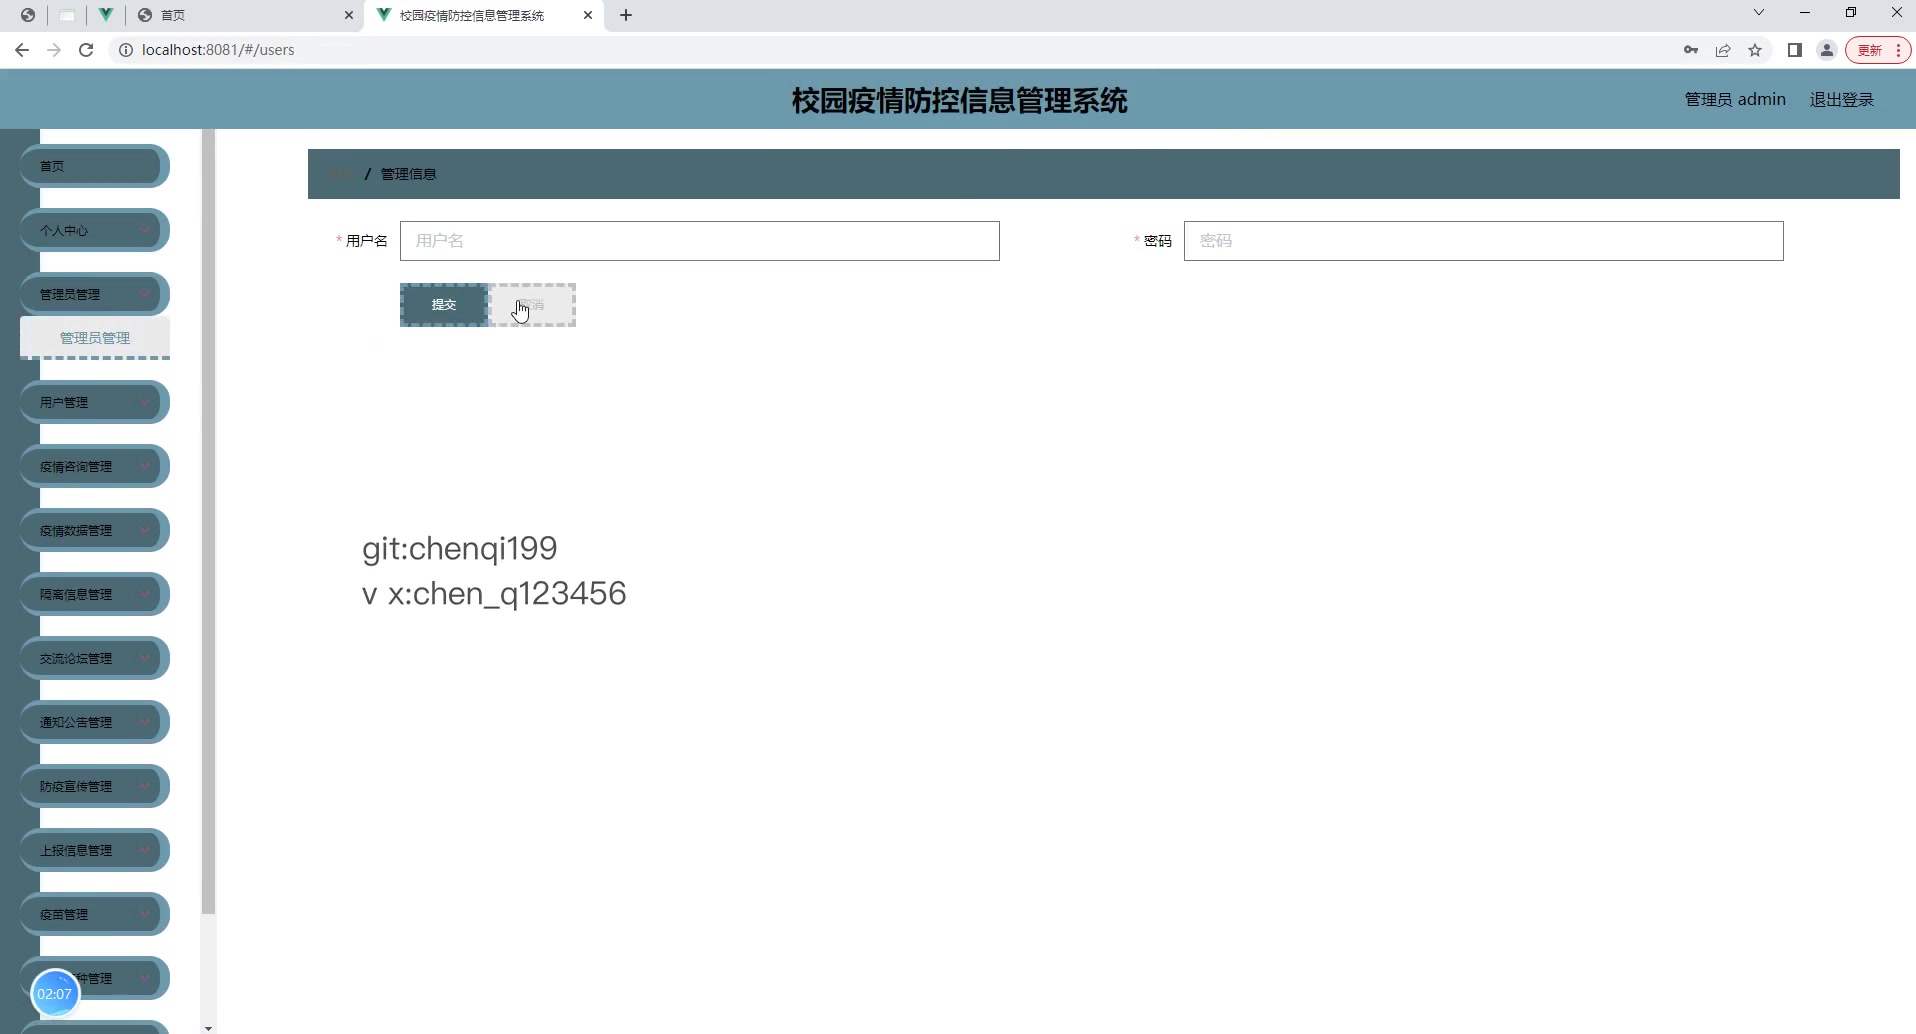 首页
校园疫情防控信息管理系统
localhost:8081/#/users
更新
校园疫情防控信息管理系统
管理员 admin
退出登录
首页
个人中心
管理员管理
管理员管理
用户管理
疫情咨询管理
疫情数据管理
隔离信息管理
交流论坛管理
通知公告管理
防疫宣传管理
上报信息管理
疫苗管理
种管理
02:07
/ 管理信息
* 用户名
用户名
* 密码
密码
提交
消
git:chenqi199
v x:chen_q123456